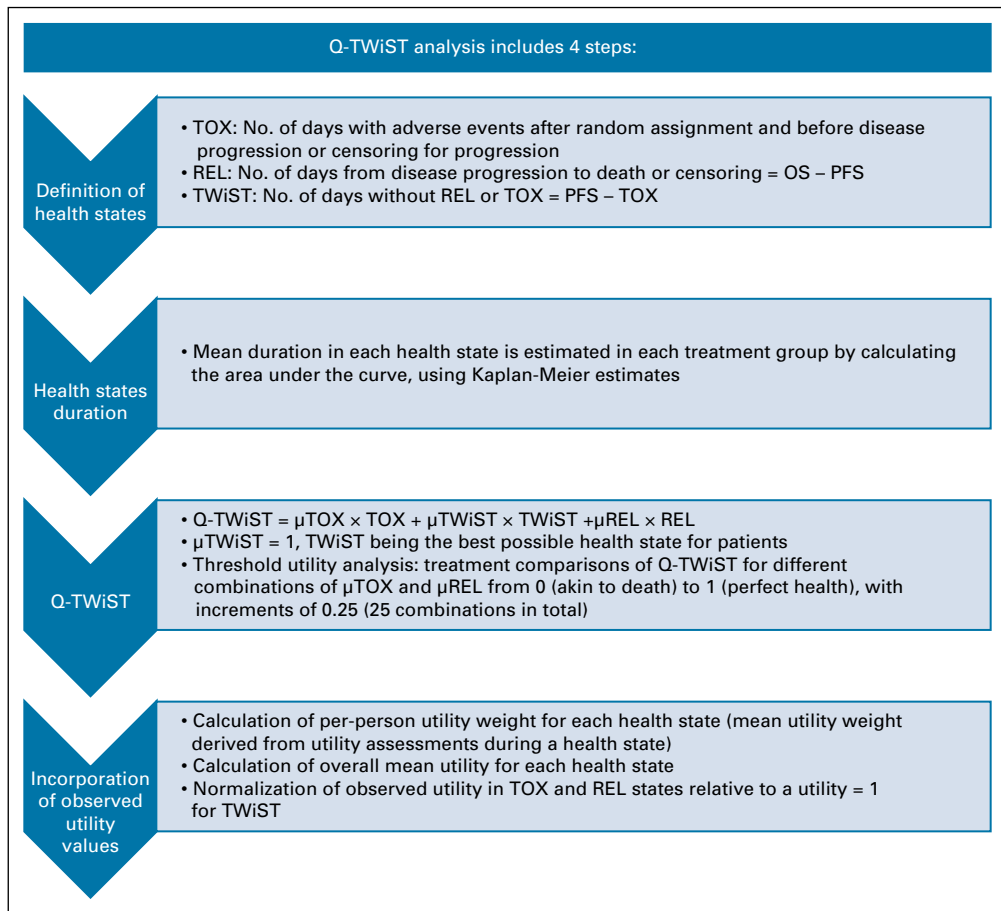 Q-TWiST analysis includes 4 steps:
Definition of
health states
• TOX: No. of days with adverse events after random assignment and before disease
progression or censoring for progression
• REL: No. of days from disease progression to death or censoring = OS – PFS
• TWiST: No. of days without REL or TOX = PFS – TOX
Health states
duration
• Mean duration in each health state is estimated in each treatment group by calculating
the area under the curve, using Kaplan-Meier estimates
Q-TWiST
• Q-TWiST = μTOX × TOX + μTWiST × TWiST +μREL × REL
• μTWiST = 1, TWiST being the best possible health state for patients
• Threshold utility analysis: treatment comparisons of Q-TWiST for different
combinations of μTOX and μREL from 0 (akin to death) to 1 (perfect health), with
increments of 0.25 (25 combinations in total)
Incorporation
of observed
utility
values
• Calculation of per-person utility weight for each health state (mean utility weight
derived from utility assessments during a health state)
• Calculation of overall mean utility for each health state
• Normalization of observed utility in TOX and REL states relative to a utility = 1
for TWiST